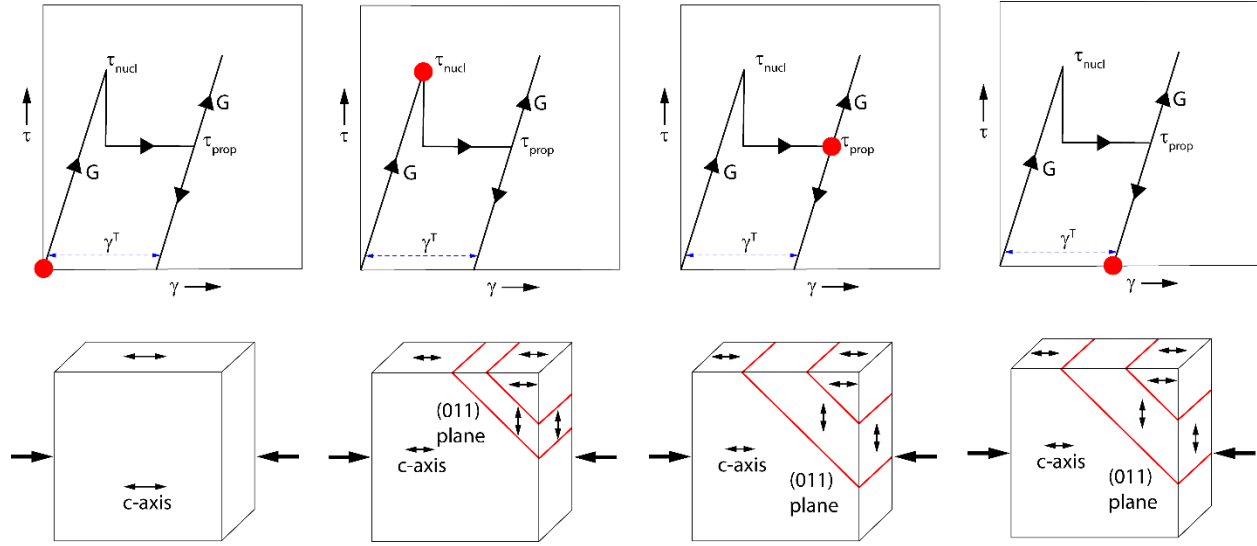 τnucl
G
τ
G
τprop
γT
γ
τnucl
G
τ
G
τprop
γT
γ
τnucl
G
τ
τprop
G
γT
γ
τnucl
G
τ
τprop
G
γT
γ
c-axis
(011)
plane
c-axis
c-axis
(011)
plane
c-axis
(011)
plane